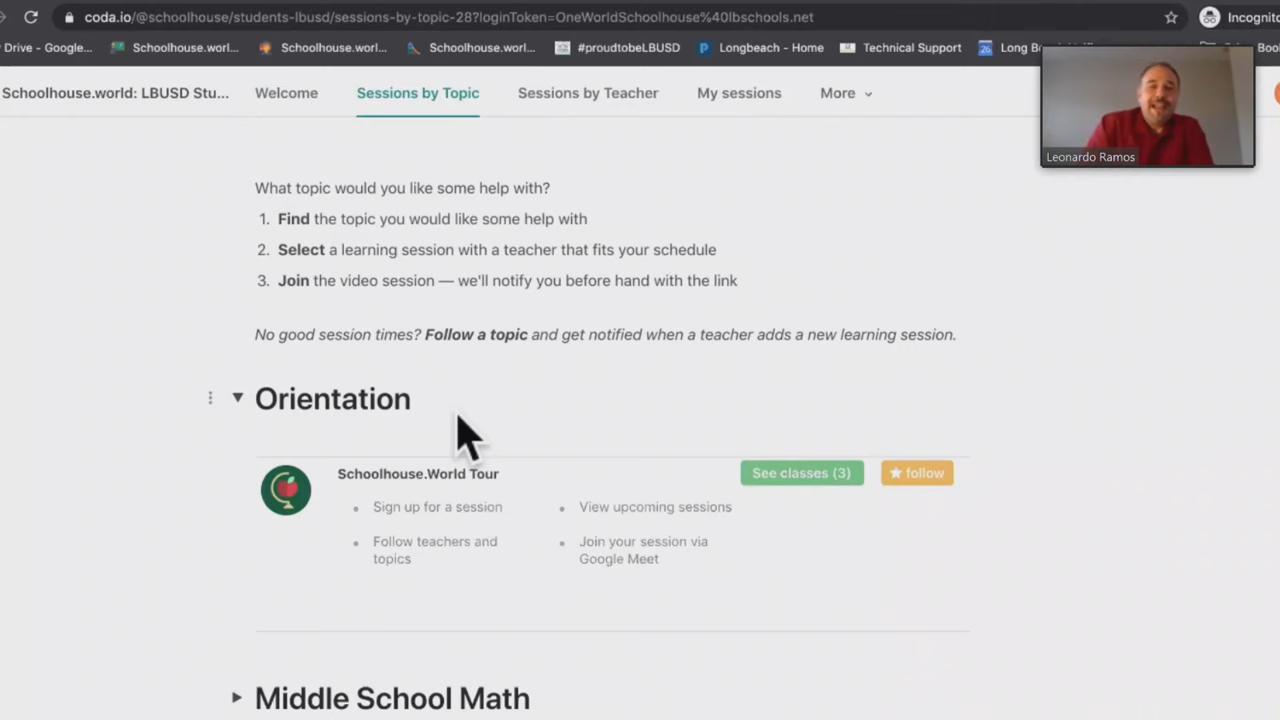 coda.io/@schoolhouse/students-lbusd/sessions-by-topic-28?loginToken=OneWorldSchoolhouse%40lbschools.net
Drive - Google...
Schoolhouse.worl...
Schoolhouse.worl...
Schoolhouse.worl...
#proudtobeLBUSD
Longbeach - Home
Technical Support
26
Schoolhouse.world: LBUSD Stu...
Welcome
Sessions by Topic
Sessions by Teacher
My sessions
More
Leonardo Ramos
What topic would you like some help with?
1. Find the topic you would like some help with
2. Select a learning session with a teacher that fits your schedule
3. Join the video session — we'll notify you before hand with the link
No good session times? Follow a topic and get notified when a teacher adds a new learning session.
Orientation
Schoolhouse.World Tour
See classes (3)
follow
Sign up for a session
View upcoming sessions
Follow teachers and
topics
Join your session via
Google Meet
Middle School Math